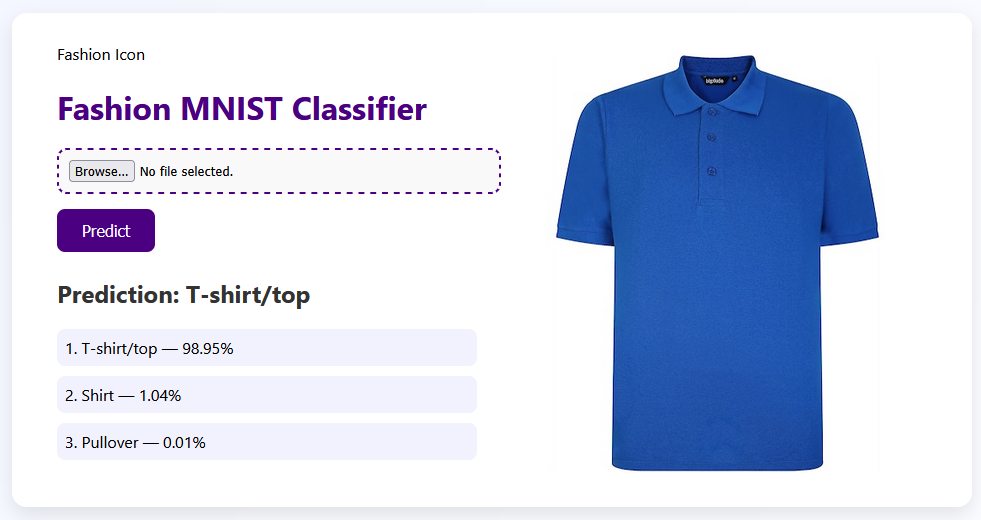 Fashion Icon
Fashion MNIST Classifier
Browse... No file selected.
Predict
Prediction: T-shirt/top
1. T-shirt/top — 98.95%
2. Shirt — 1.04%
3. Pullover — 0.01%